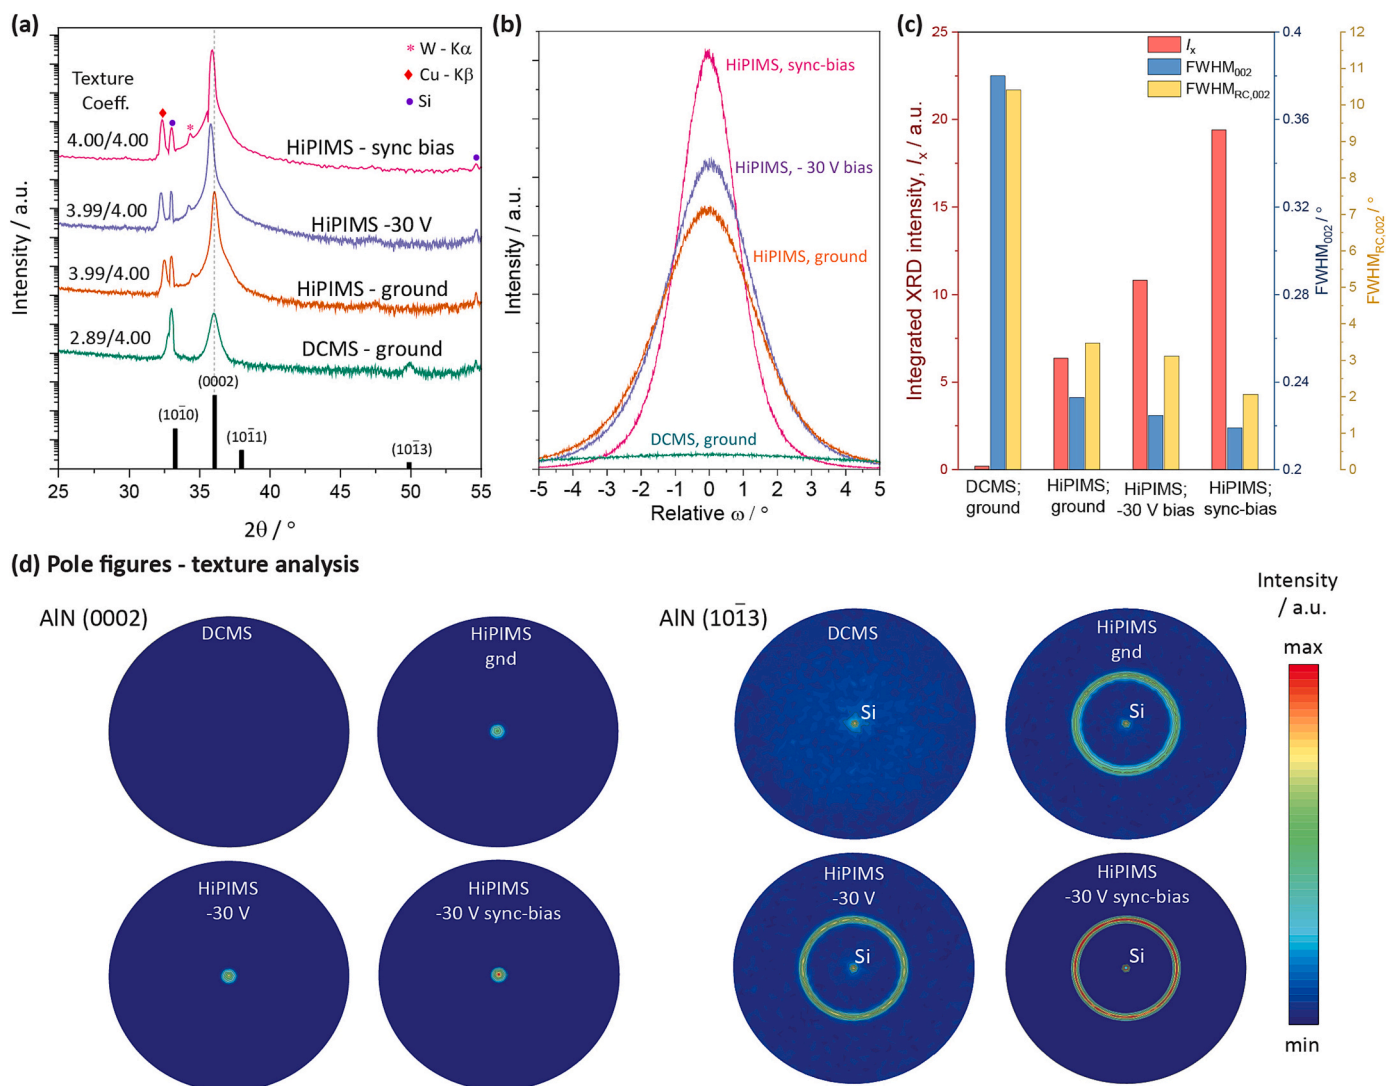 (a)
Intensity / a.u.
Texture
Coeff.
* W - Kα
Cu - Kβ
Si
4.00/4.00
HiPIMS - sync bias
3.99/4.00
HiPIMS -30 V
3.99/4.00
HiPIMS - ground
2.89/4.00
DCMS - ground
(0002)
(101̄0)
(101̄1)
(101̄3)
25 30 35 40 45 50 55
2θ / °
(b)
Intensity / a.u.
HiPIMS, sync-bias
HiPIMS, - 30 V bias
HiPIMS, ground
DCMS, ground
-5 -4 -3 -2 -1 0 1 2 3 4 5
Relative ω / °
(c)
Integrated XRD intensity, Iₓ / a.u.
25
20
15
10
5
0
Iₓ
FWHM₀₀₂
FWHM_RC,002
0.4
0.36
0.32
0.28
0.24
0.2
FWHM₀₀₂ / °
12
11
10
9
8
7
6
5
4
3
2
1
0
FWHM_RC,002 / °
DCMS;
ground
HiPIMS;
ground
HiPIMS;
-30 V bias
HiPIMS;
sync-bias
(d) Pole figures - texture analysis
AlN (0002)
DCMS
HiPIMS
gnd
HiPIMS
-30 V
HiPIMS
-30 V sync-bias
AlN (101̄3)
DCMS
Si
HiPIMS
gnd
Si
HiPIMS
-30 V
Si
HiPIMS
-30 V sync-bias
Si
Intensity
/ a.u.
max
min